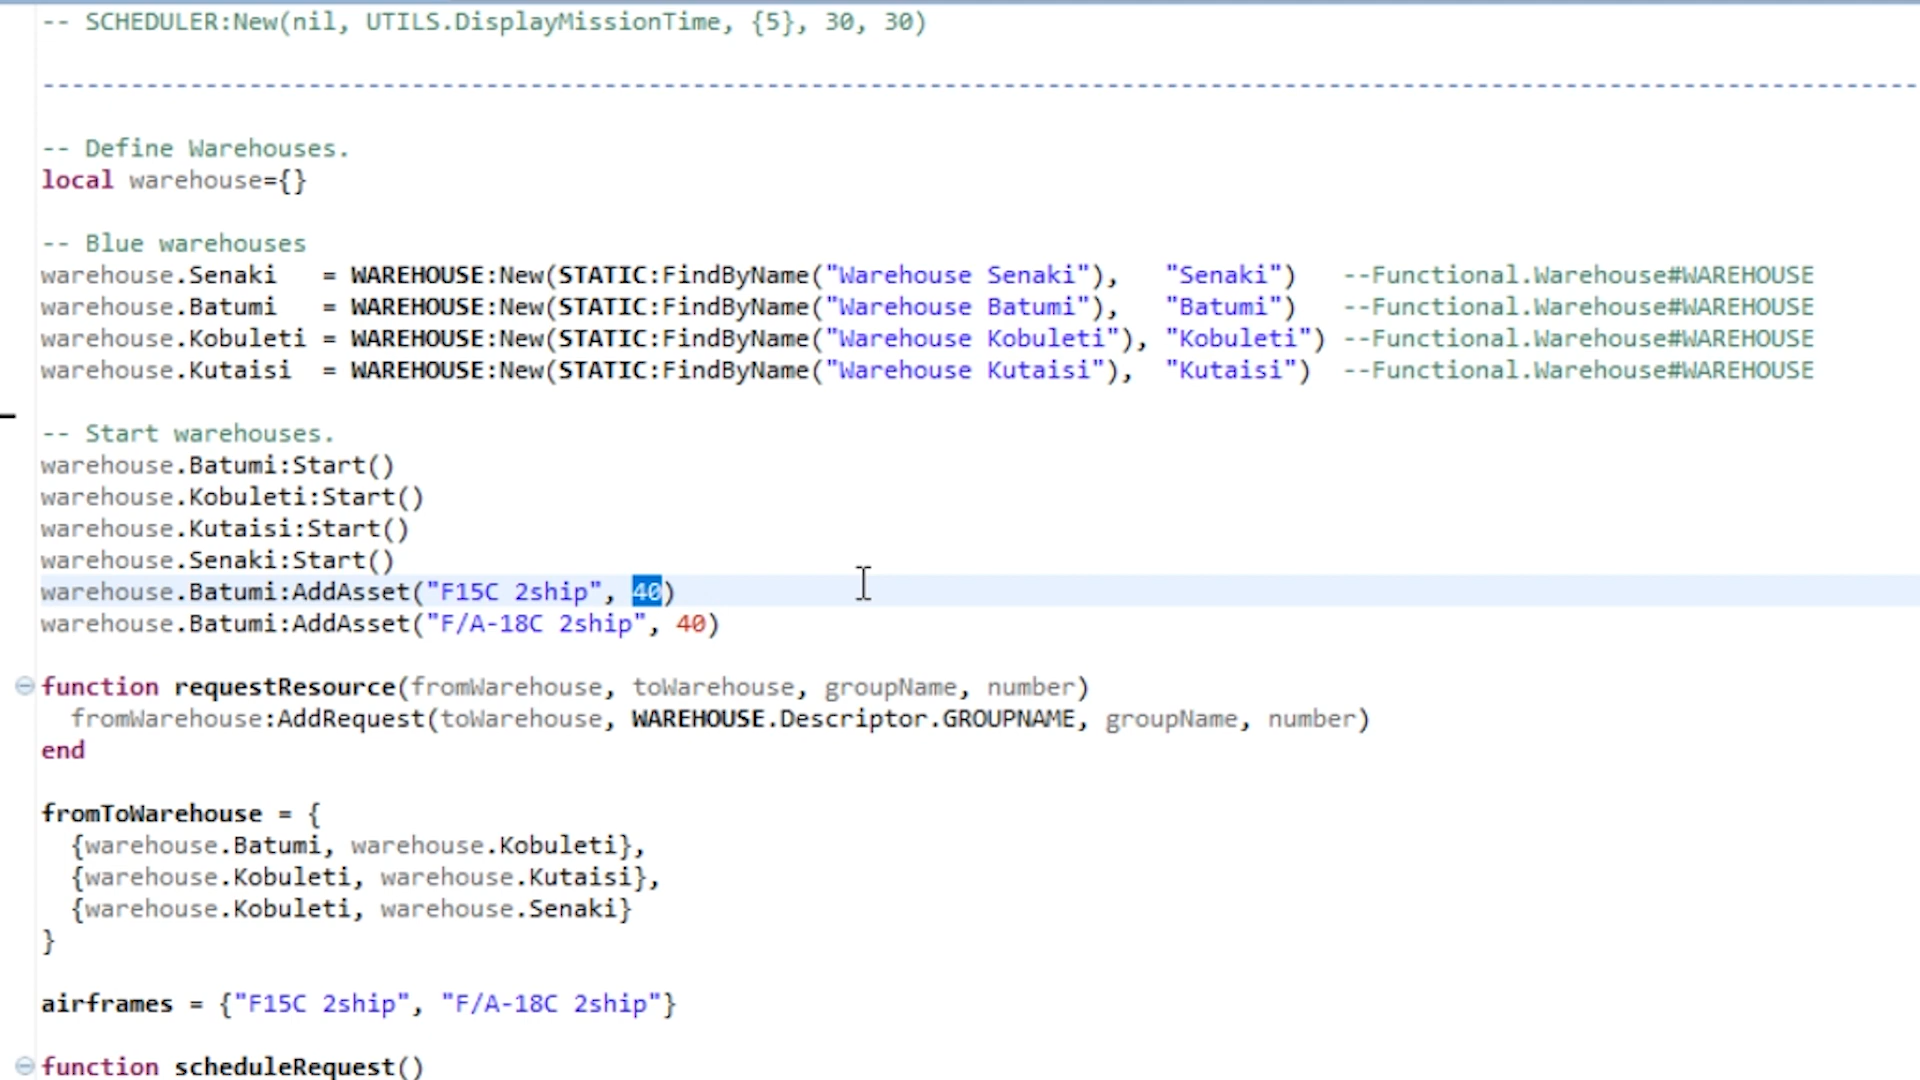 -- SCHEDULER:New(nil, UTILS.DisplayMissionTime, {5}, 30, 30)
-- Define Warehouses.
local warehouse={}
-- Blue warehouses
warehouse.Senaki   = WAREHOUSE:New(STATIC:FindByName("Warehouse Senaki"),   "Senaki")   --Functional.Warehouse#WAREHOUSE
warehouse.Batumi   = WAREHOUSE:New(STATIC:FindByName("Warehouse Batumi"),   "Batumi")   --Functional.Warehouse#WAREHOUSE
warehouse.Kobuleti = WAREHOUSE:New(STATIC:FindByName("Warehouse Kobuleti"), "Kobuleti") --Functional.Warehouse#WAREHOUSE
warehouse.Kutaisi  = WAREHOUSE:New(STATIC:FindByName("Warehouse Kutaisi"),  "Kutaisi")  --Functional.Warehouse#WAREHOUSE
-- Start warehouses.
warehouse.Batumi:Start()
warehouse.Kobuleti:Start()
warehouse.Kutaisi:Start()
warehouse.Senaki:Start()
warehouse.Batumi:AddAsset("F15C 2ship", 40)
warehouse.Batumi:AddAsset("F/A-18C 2ship", 40)
function requestResource(fromWarehouse, toWarehouse, groupName, number)
  fromWarehouse:AddRequest(toWarehouse, WAREHOUSE.Descriptor.GROUPNAME, groupName, number)
end
fromToWarehouse = {
  {warehouse.Batumi, warehouse.Kobuleti},
  {warehouse.Kobuleti, warehouse.Kutaisi},
  {warehouse.Kobuleti, warehouse.Senaki}
}
airframes = {"F15C 2ship", "F/A-18C 2ship"}
function scheduleRequest()